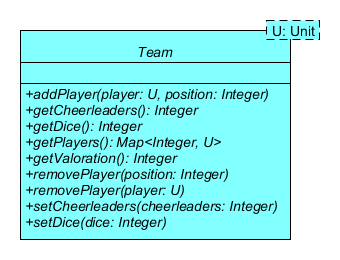 U: Unit
Team
+addPlayer(player: U, position: Integer)
+getCheerleaders(): Integer
+getDice(): Integer
+getPlayers(): Map<Integer, U>
+getValoration(): Integer
+removePlayer(position: Integer)
+removePlayer(player: U)
+setCheerleaders(cheerleaders: Integer)
+setDice(dice: Integer)